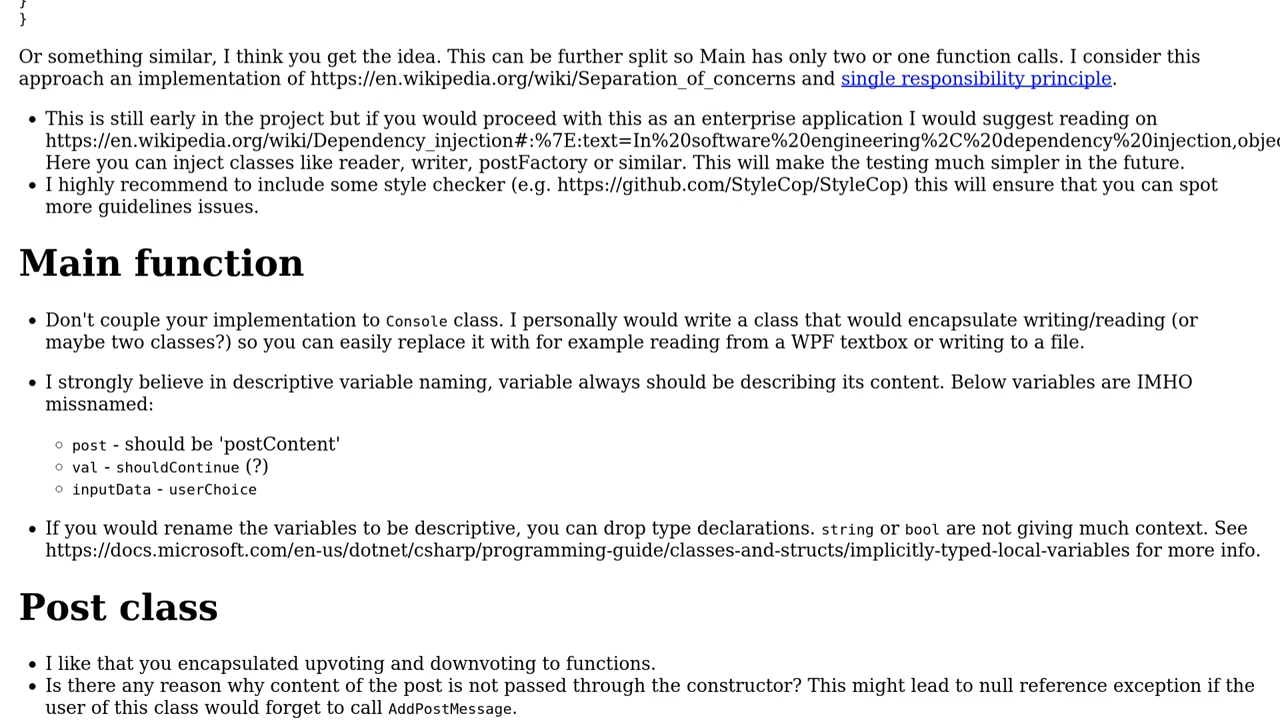 }
}
Or something similar, I think you get the idea. This can be further split so Main has only two or one function calls. I consider this
approach an implementation of https://en.wikipedia.org/wiki/Separation_of_concerns and single responsibility principle.
• This is still early in the project but if you would proceed with this as an enterprise application I would suggest reading on
https://en.wikipedia.org/wiki/Dependency_injection#:%7E:text=In%20software%20engineering%2C%20dependency%20injection,objec
Here you can inject classes like reader, writer, postFactory or similar. This will make the testing much simpler in the future.
• I highly recommend to include some style checker (e.g. https://github.com/StyleCop/StyleCop) this will ensure that you can spot
more guidelines issues.
Main function
• Don't couple your implementation to Console class. I personally would write a class that would encapsulate writing/reading (or
maybe two classes?) so you can easily replace it with for example reading from a WPF textbox or writing to a file.
• I strongly believe in descriptive variable naming, variable always should be describing its content. Below variables are IMHO
missnamed:
◦ post - should be 'postContent'
◦ val - shouldContinue (?)
◦ inputData - userChoice
• If you would rename the variables to be descriptive, you can drop type declarations. string or bool are not giving much context. See
https://docs.microsoft.com/en-us/dotnet/csharp/programming-guide/classes-and-structs/implicitly-typed-local-variables for more info.
Post class
• I like that you encapsulated upvoting and downvoting to functions.
• Is there any reason why content of the post is not passed through the constructor? This might lead to null reference exception if the
user of this class would forget to call AddPostMessage.